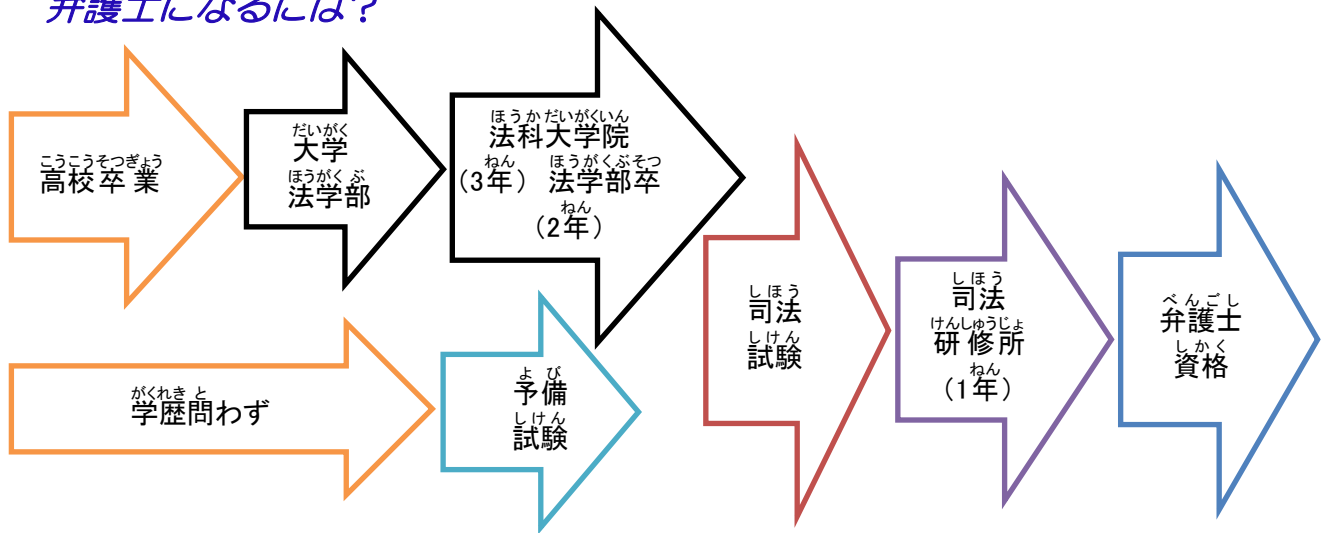 弁護士になるには？
こうこうそつぎょう
高校卒業
だいがく
大学
ほうがくぶ
法学部
ほうかだいがくいん
法科大学院
ねん ほうがくぶそつ
（3年） 法学部卒
ねん
（2年）
がくれきと
学歴問わず
よび
予備
しけん
試験
しほう
司法
しけん
試験
しほう
司法
けんしゅうじょ
研修所
ねん
（1年）
べんごし
弁護士
しかく
資格